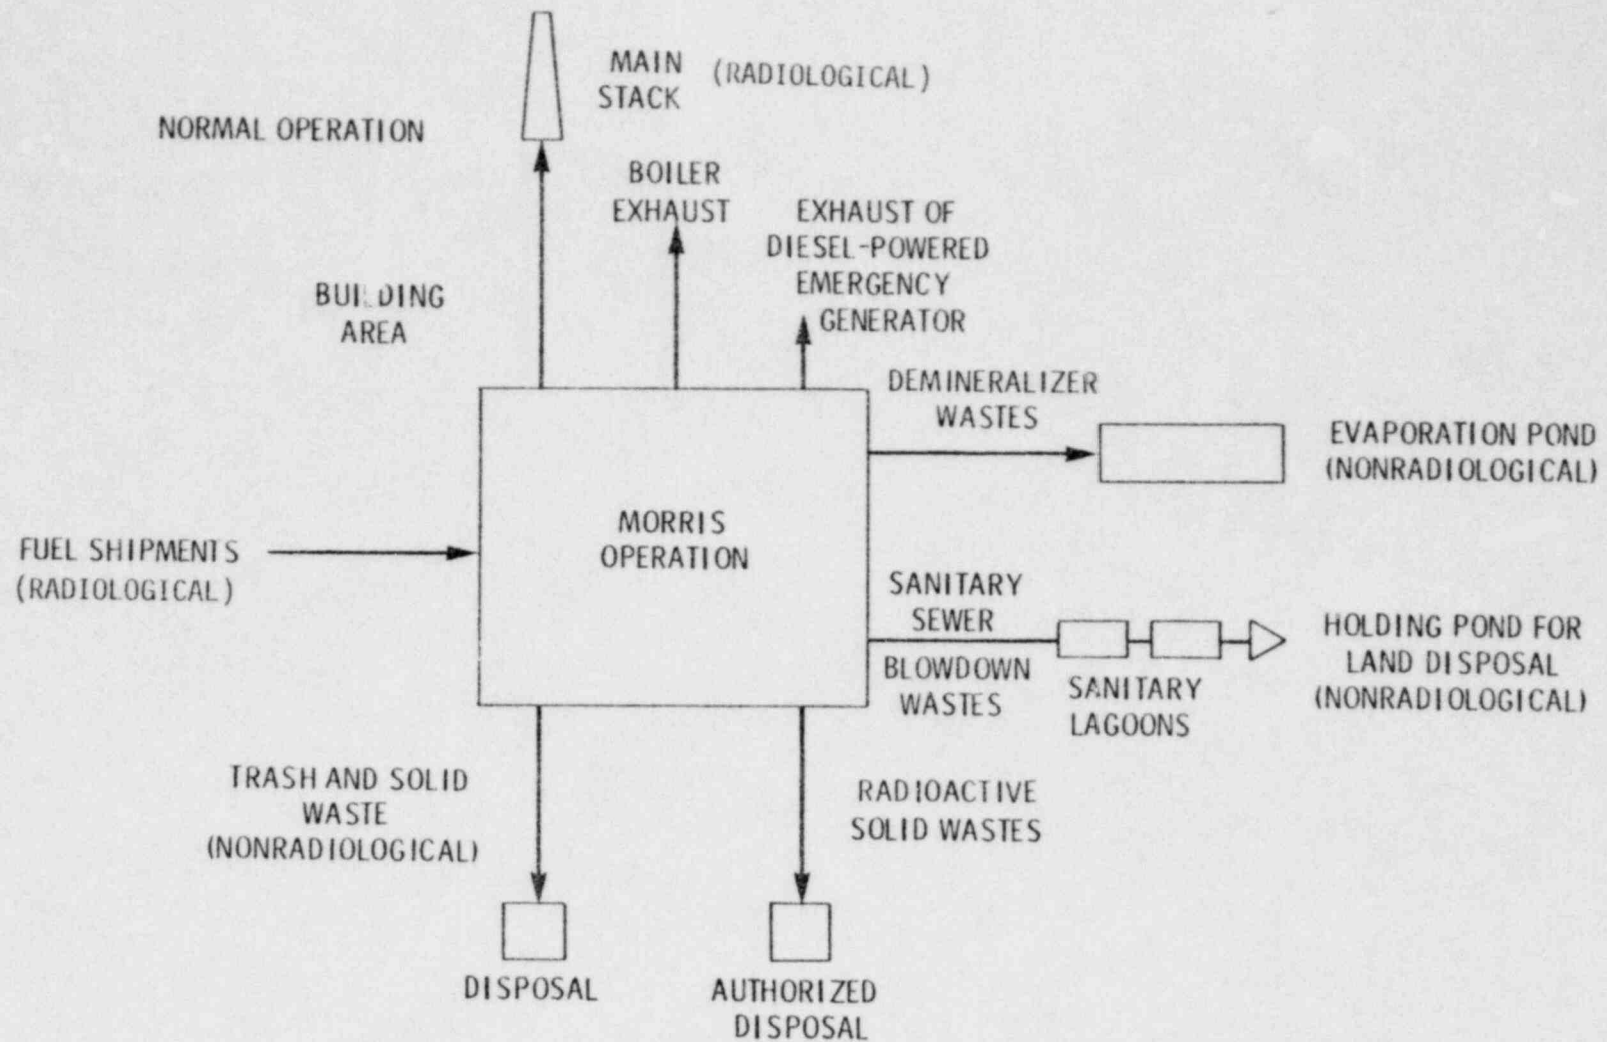 MAIN (RADIOLOGICAL)
STACK
NORMAL OPERATION
BOILER
EXHAUST
EXHAUST OF
DIESEL-POWERED
EMERGENCY
GENERATOR
BUILDING
AREA
DEMINERALIZER
WASTES
EVAPORATION POND
(NONRADIOLOGICAL)
MORRIS
OPERATION
FUEL SHIPMENTS
(RADIOLOGICAL)
SANITARY
SEWER
BLOWDOWN
WASTES
SANITARY
LAGOONS
HOLDING POND FOR
LAND DISPOSAL
(NONRADIOLOGICAL)
TRASH AND SOLID
WASTE
(NONRADIOLOGICAL)
RADIOACTIVE
SOLID WASTES
DISPOSAL
AUTHORIZED
DISPOSAL